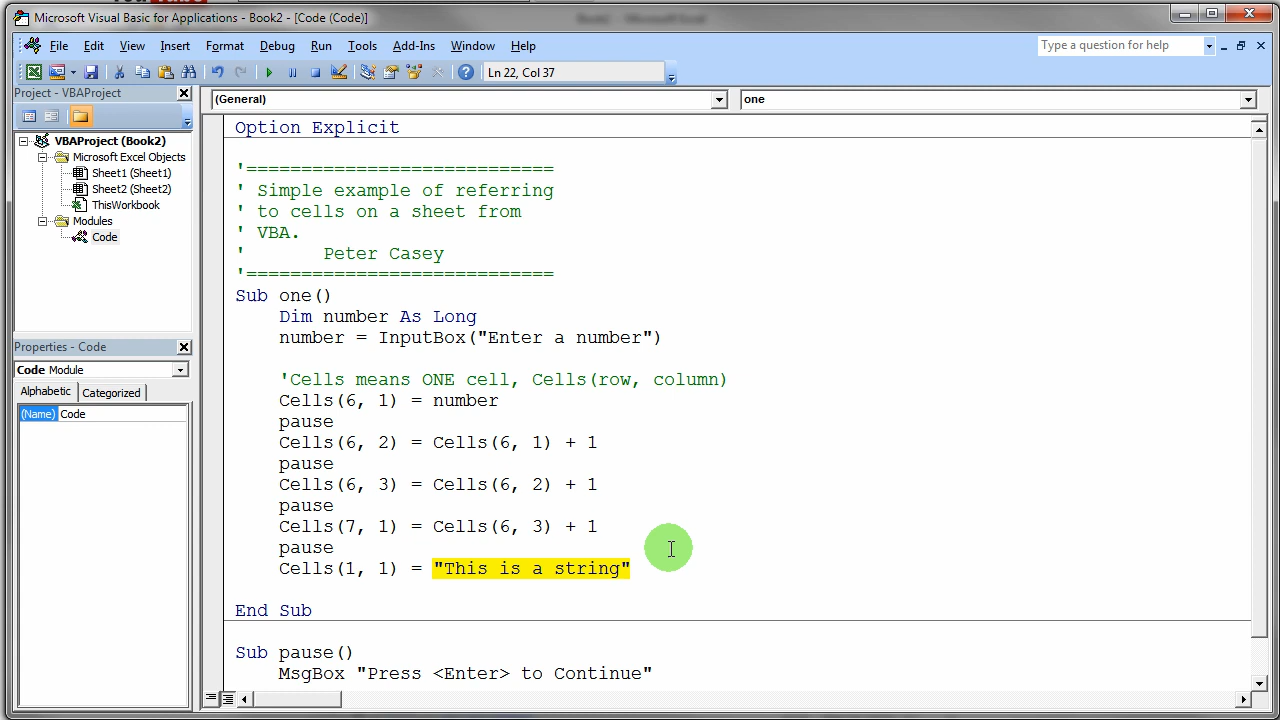 You Tube
Microsoft Visual Basic for Applications - Book2 - [Code (Code)]
File Edit View Insert Format Debug Run Tools Add-Ins Window Help
Type a question for help
Ln 22, Col 37
Project - VBAProject
(General)
one
VBAProject (Book2)
Microsoft Excel Objects
Sheet1 (Sheet1)
Sheet2 (Sheet2)
ThisWorkbook
Modules
Code
Properties - Code
Code Module
Alphabetic Categorized
(Name) Code
Option Explicit
'=============================
' Simple example of referring
' to cells on a sheet from
' VBA.
' Peter Casey
'=============================
Sub one()
Dim number As Long
number = InputBox("Enter a number")
'Cells means ONE cell, Cells(row, column)
Cells(6, 1) = number
pause
Cells(6, 2) = Cells(6, 1) + 1
pause
Cells(6, 3) = Cells(6, 2) + 1
pause
Cells(7, 1) = Cells(6, 3) + 1
pause
Cells(1, 1) = "This is a string"
End Sub
Sub pause()
MsgBox "Press <Enter> to Continue"